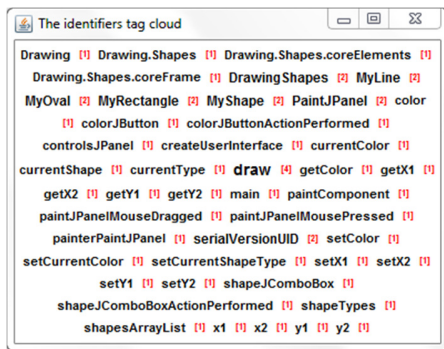 The identifiers tag cloud
Drawing [1] Drawing.Shapes [1] Drawing.Shapes.coreElements [1]
Drawing.Shapes.coreFrame [1] DrawingShapes [2] MyLine [2]
MyOval [2] MyRectangle [2] MyShape [2] PaintJPanel [2] color
[1] colorJButton [1] colorJButtonActionPerformed [1]
controlsJPanel [1] createUserInterface [1] currentColor [1]
currentShape [1] currentType [1] draw [4] getColor [1] getX1 [1]
getX2 [1] getY1 [1] getY2 [1] main [1] paintComponent [1]
paintJPanelMouseDragged [1] paintJPanelMousePressed [1]
painterPaintJPanel [1] serialVersionUID [2] setColor [1]
setCurrentColor [1] setCurrentShapeType [1] setX1 [1] setX2 [1]
setY1 [1] setY2 [1] shapeJComboBox [1]
shapeJComboBoxActionPerformed [1] shapeTypes [1]
shapesArrayList [1] x1 [1] x2 [1] y1 [1] y2 [1]